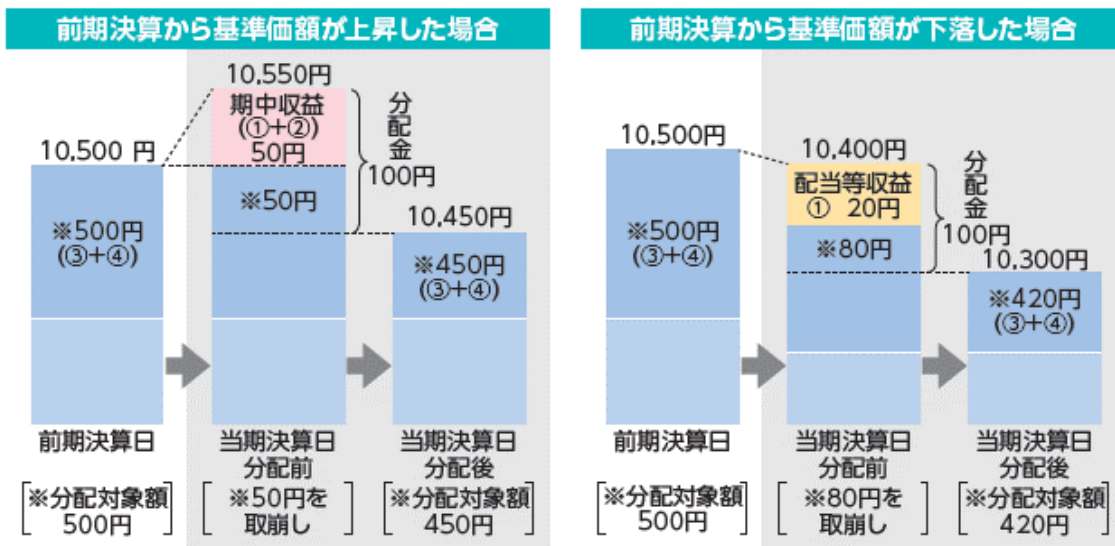 前期決算から基準価額が上昇した場合
10,550円
期中収益
(①+②)
50円
分配金
100円
10,500 円
※500円
(③+④)
※50円
10,450円
※450円
(③+④)
前期決算日
当期決算日
分配前
当期決算日
分配後
※分配対象額
500円
※50円を
取崩し
※分配対象額
450円
前期決算から基準価額が下落した場合
10,500円
10,400円
配当等収益
① 20円
分配金
100円
※500円
(③+④)
※80円
10,300円
※420円
(③+④)
前期決算日
当期決算日
分配前
当期決算日
分配後
※分配対象額
500円
※80円を
取崩し
※分配対象額
420円